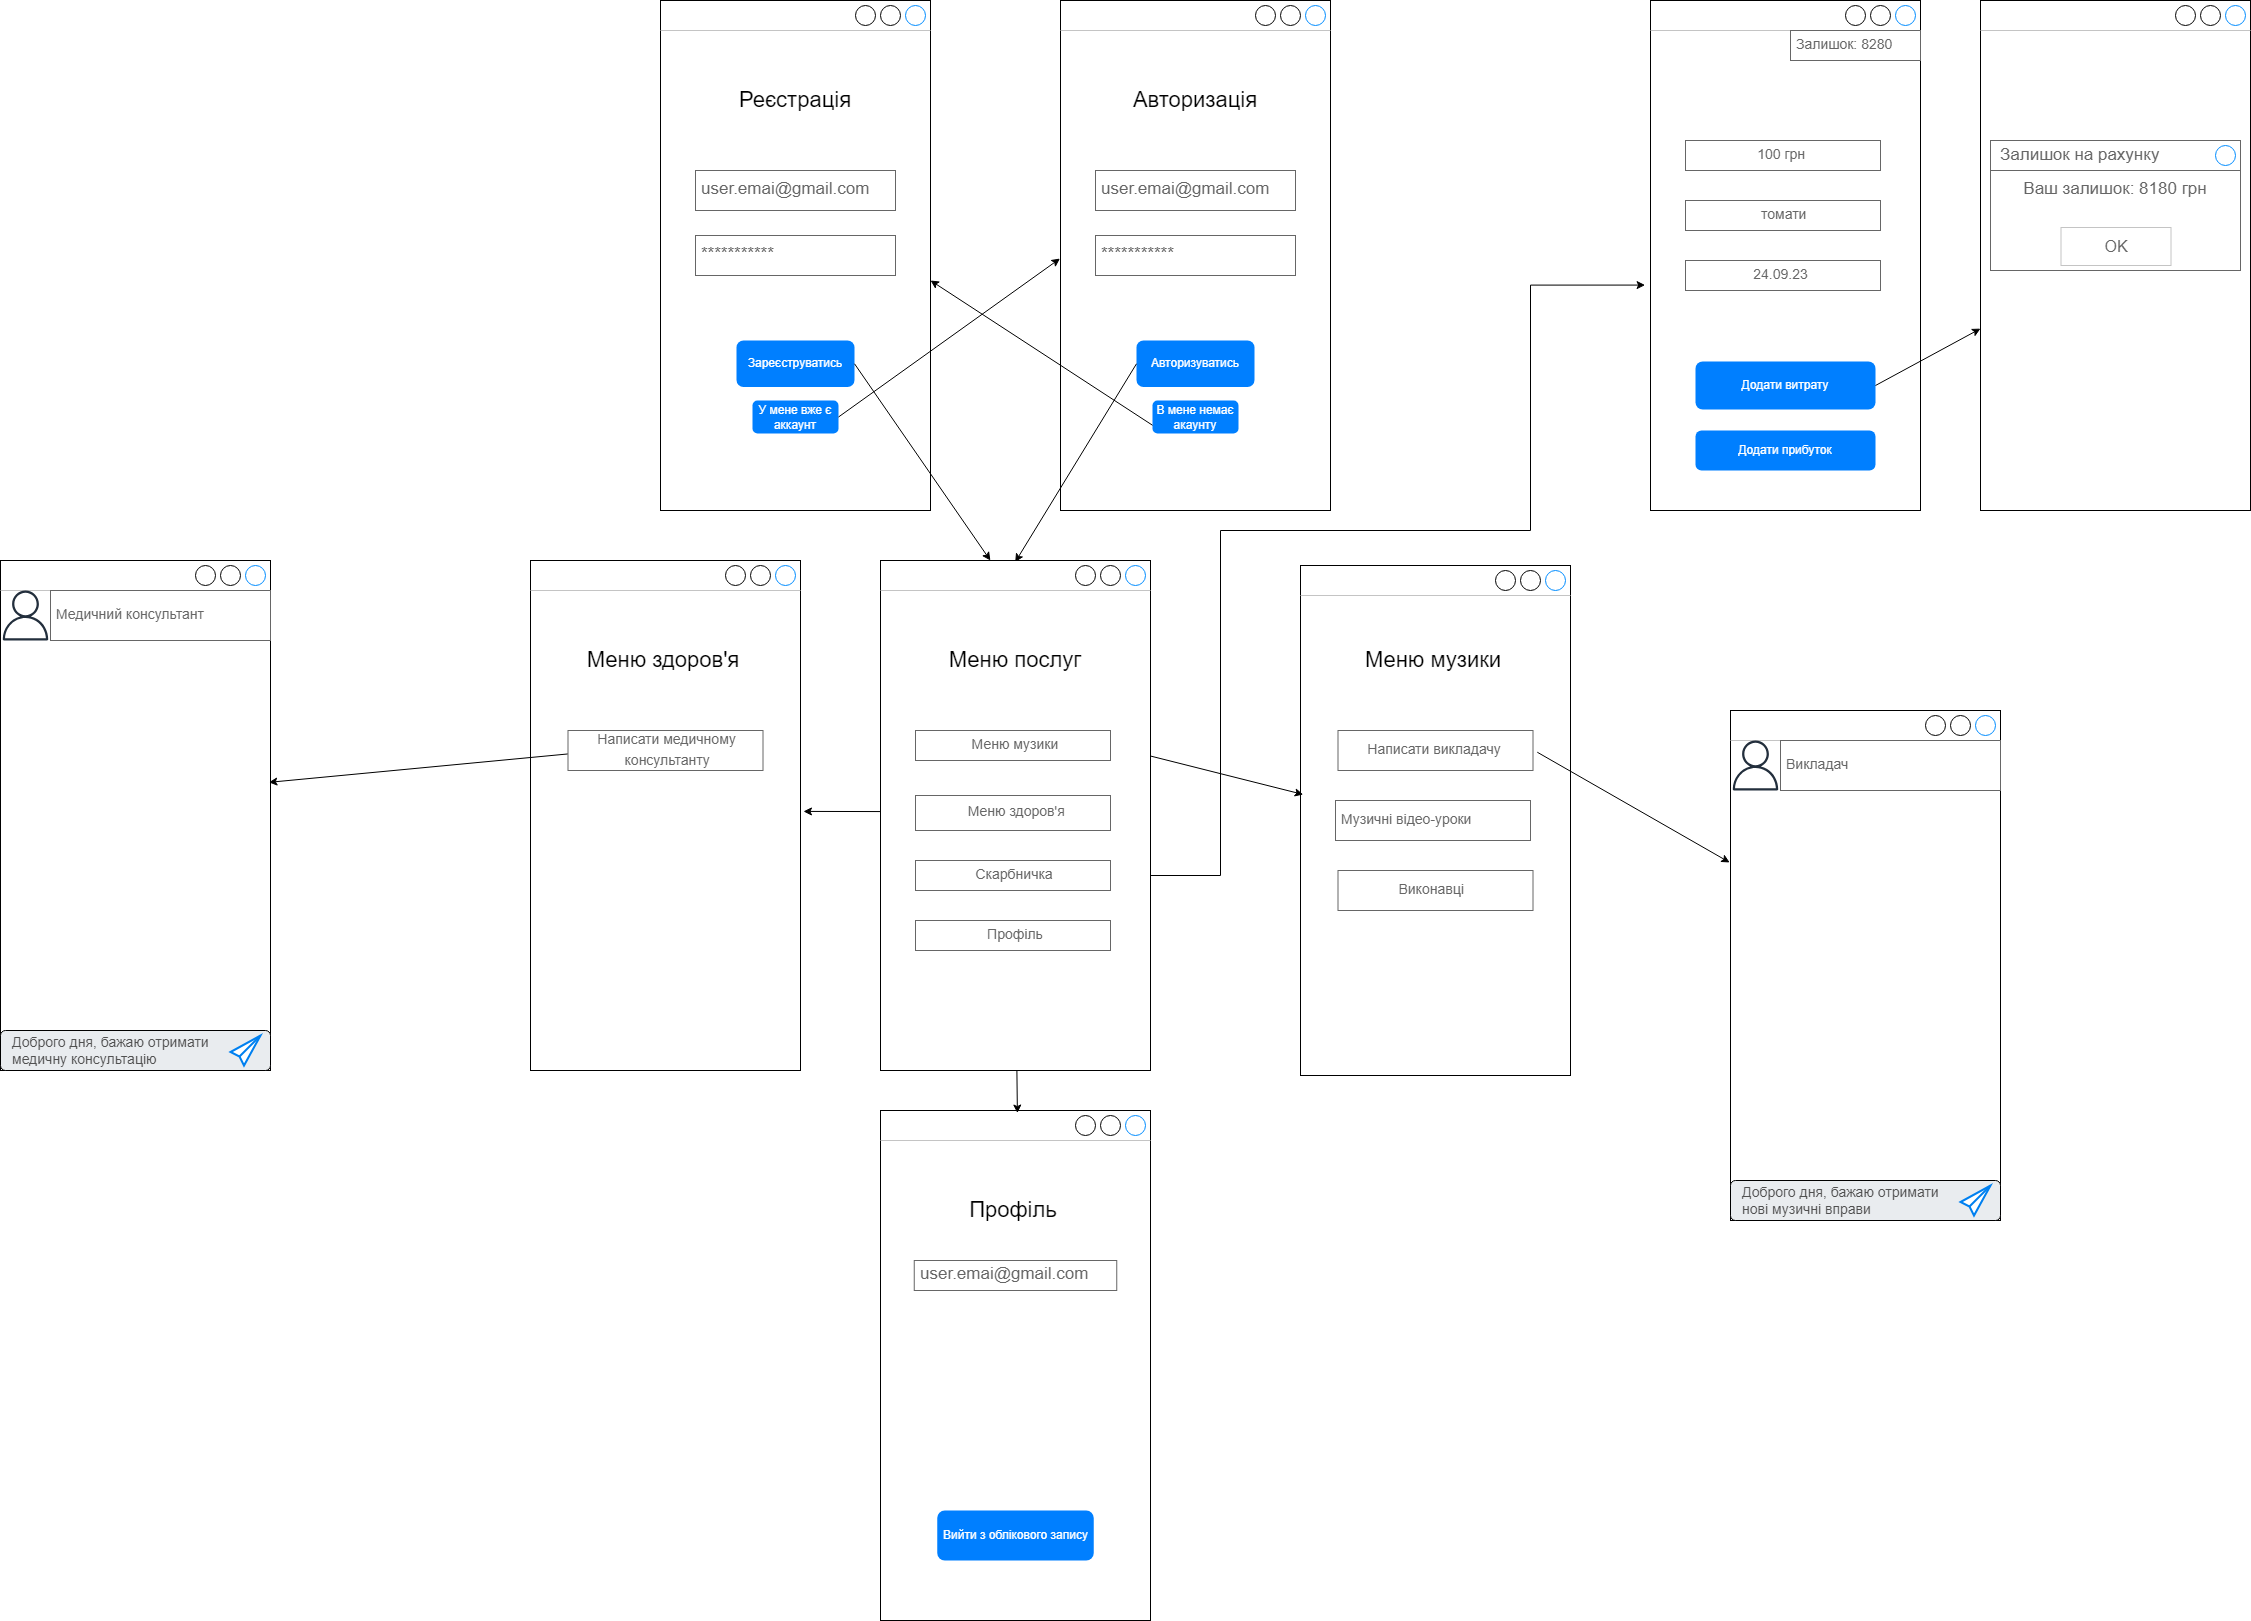 Реєстрація
user.emai@gmail.com
***********
Зареєструватись
У мене вже є
аккаунт
Авторизація
user.emai@gmail.com
***********
Авторизуватись
В мене немає
акаунту
Залишок: 8280
100 грн
томати
24.09.23
Додати витрату
Додати прибуток
Залишок на рахунку
Ваш залишок: 8180 грн
OK
Медичний консультант
Доброго дня, бажаю отримати
медичну консультацію
Меню здоров'я
Написати медичному
консультанту
Меню послуг
Меню музики
Меню здоров'я
Скарбничка
Профіль
Меню музики
Написати викладачу
Музичні відео-уроки
Виконавці
Викладач
Доброго дня, бажаю отримати
нові музичні вправи
Профіль
user.emai@gmail.com
Вийти з облікового запису